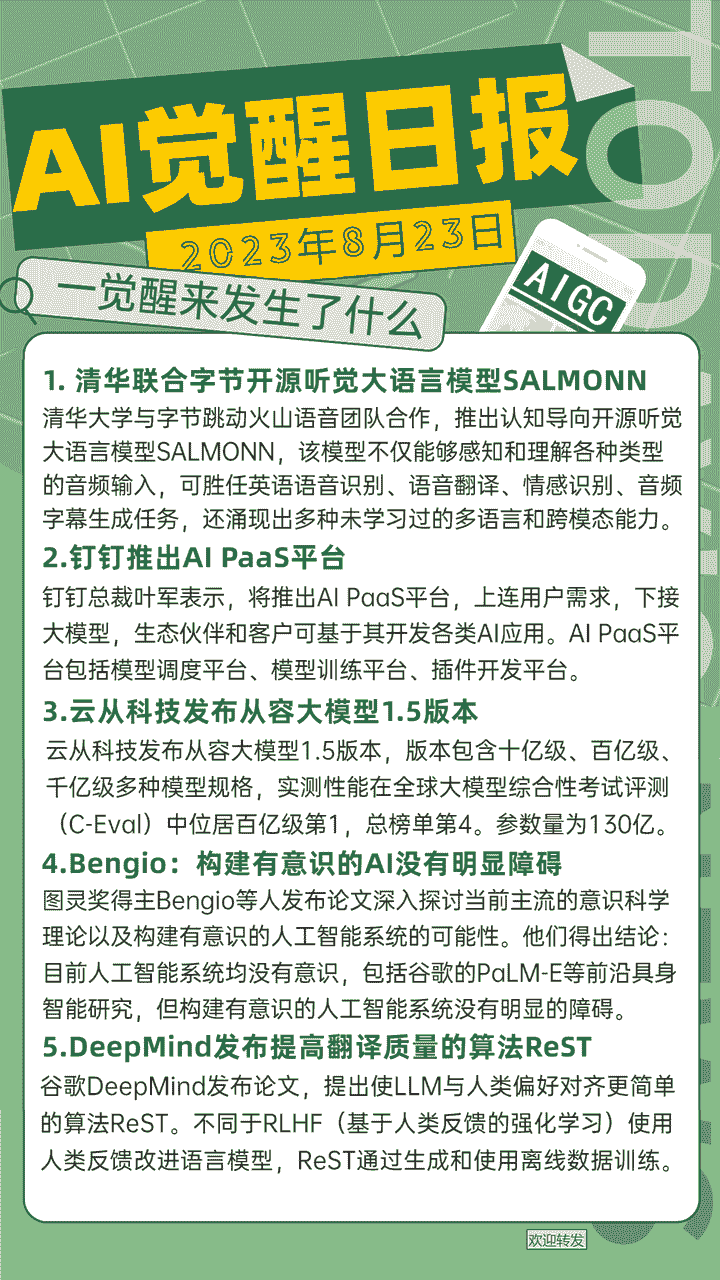 AI觉醒日报
2023年8月23日
一觉醒来发生了什么
AIGC
1. 清华联合字节开源听觉大语言模型SALMONN
清华大学与字节跳动火山语音团队合作，推出认知导向开源听觉
大语言模型SALMONN，该模型不仅能够感知和理解各种类型
的音频输入，可胜任英语语音识别、语音翻译、情感识别、音频
字幕生成任务，还涌现出多种未学习过的多语言和跨模态能力。
2.钉钉推出AI PaaS平台
钉钉总裁叶军表示，将推出AI PaaS平台，上连用户需求，下接
大模型，生态伙伴和客户可基于其开发各类AI应用。AI PaaS平
台包括模型调度平台、模型训练平台、插件开发平台。
3.云从科技发布从容大模型1.5版本
云从科技发布从容大模型1.5版本，版本包含十亿级、百亿级、
千亿级多种模型规格，实测性能在全球大模型综合性考试评测
（C-Eval）中位居百亿级第1，总榜单第4。参数量为130亿。
4.Bengio：构建有意识的AI没有明显障碍
图灵奖得主Bengio等人发布论文深入探讨当前主流的意识科学
理论以及构建有意识的人工智能系统的可能性。他们得出结论：
目前人工智能系统均没有意识，包括谷歌的PaLM-E等前沿具身
智能研究，但构建有意识的人工智能系统没有明显的障碍。
5.DeepMind发布提高翻译质量的算法ReST
谷歌DeepMind发布论文，提出使LLM与人类偏好对齐更简单
的算法ReST。不同于RLHF（基于人类反馈的强化学习）使用
人类反馈改进语言模型，ReST通过生成和使用离线数据训练。
欢迎转发